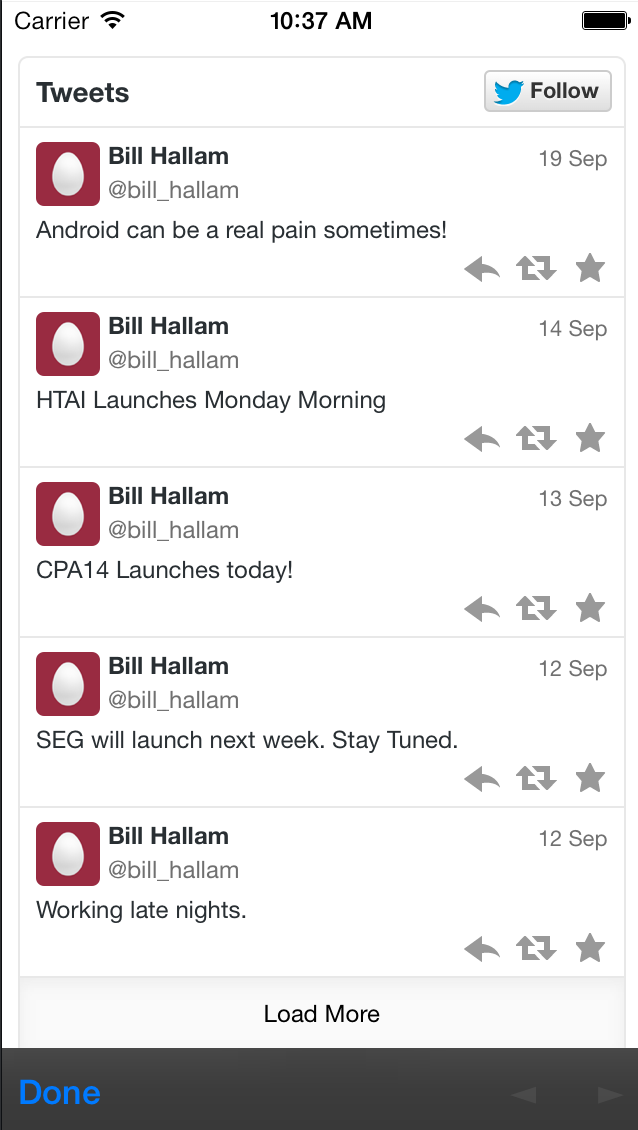 Carrier 10:37 AM
Tweets Follow
Bill Hallam 19 Sep
@bill_hallam
Android can be a real pain sometimes!
Bill Hallam 14 Sep
@bill_hallam
HTAI Launches Monday Morning
Bill Hallam 13 Sep
@bill_hallam
CPA14 Launches today!
Bill Hallam 12 Sep
@bill_hallam
SEG will launch next week. Stay Tuned.
Bill Hallam 12 Sep
@bill_hallam
Working late nights.
Load More
Done